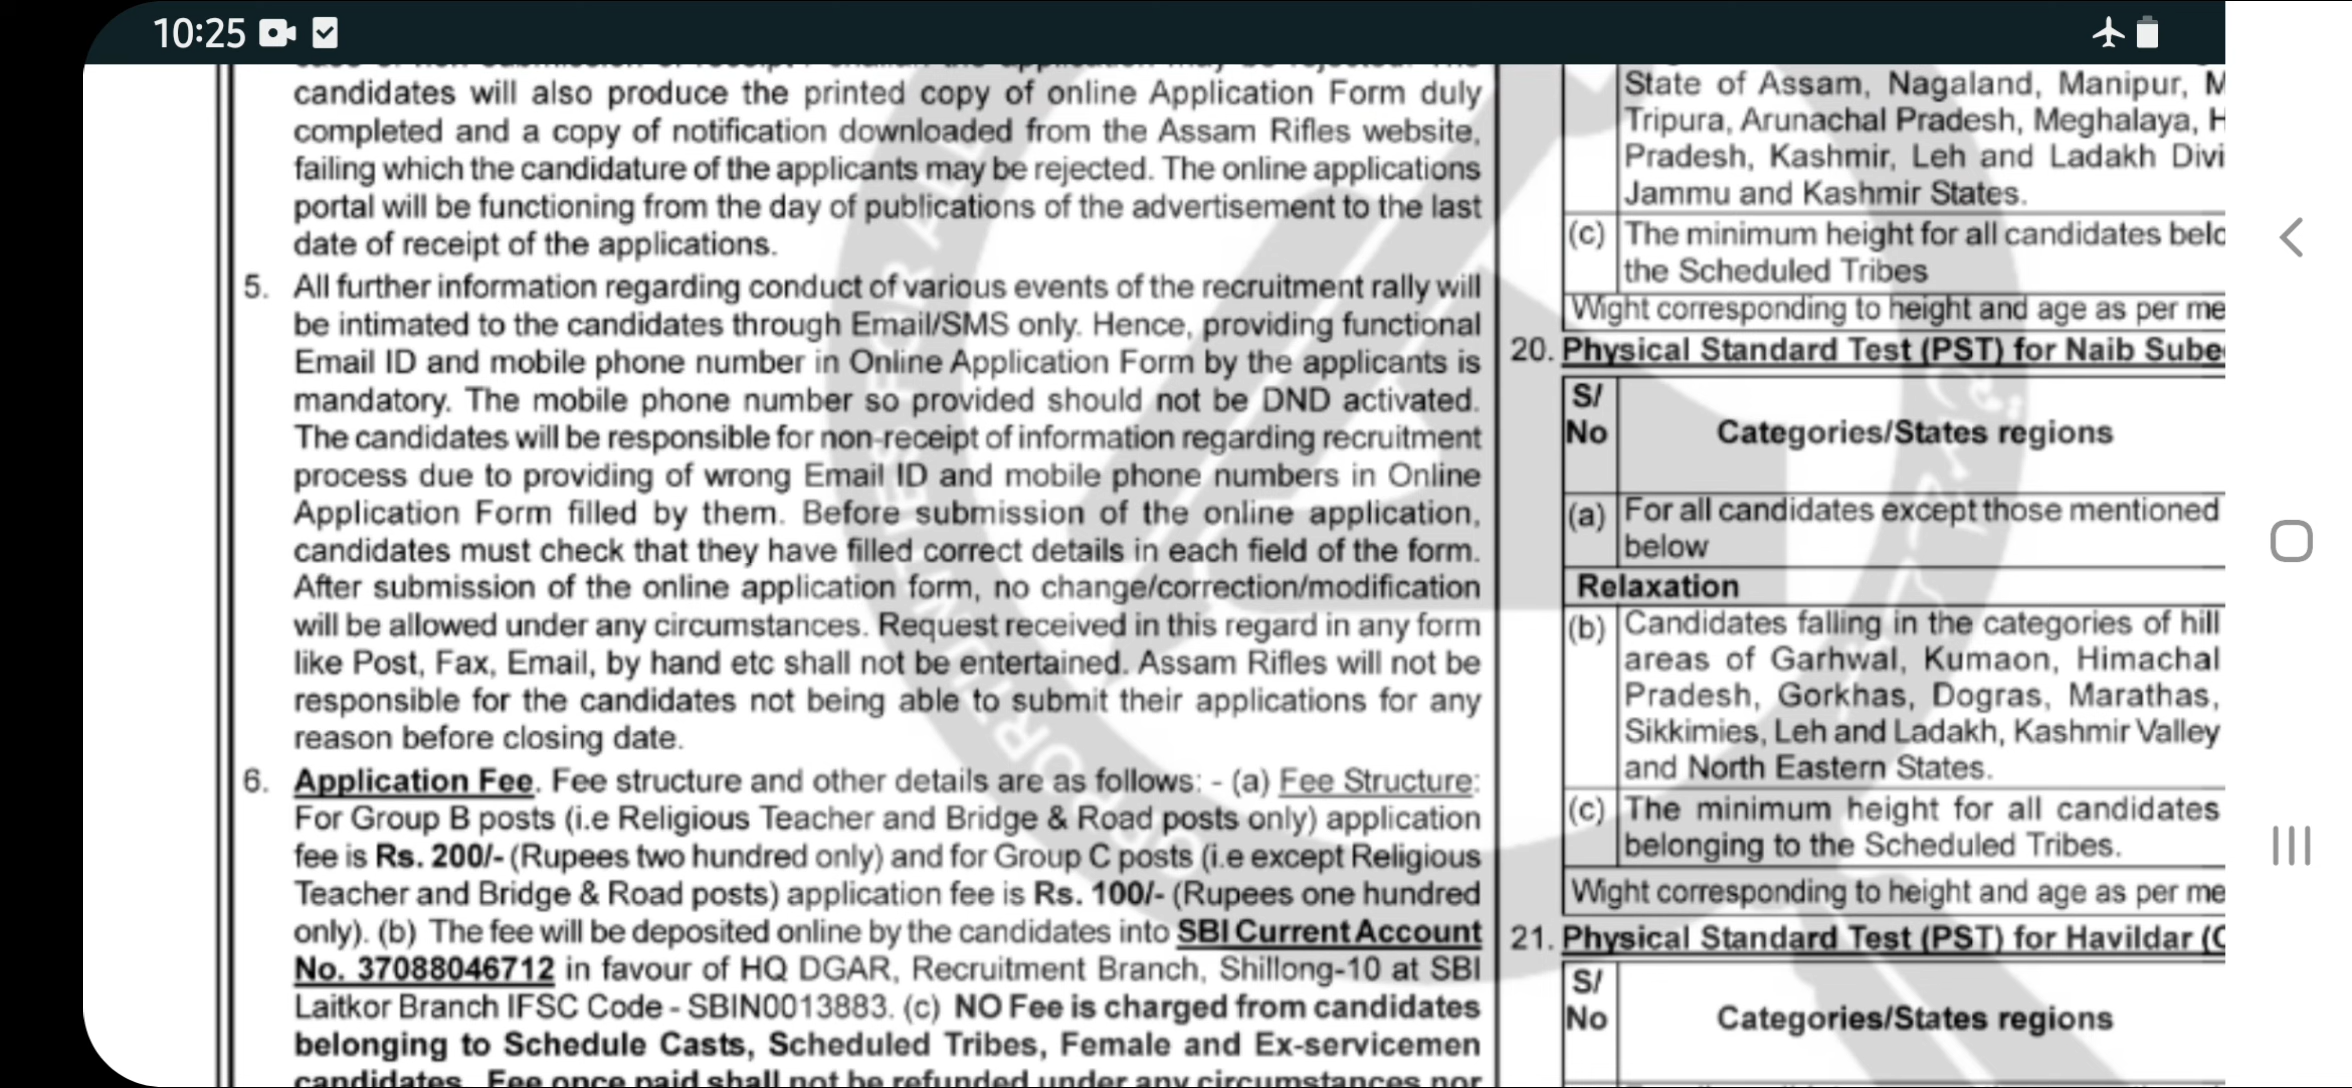 10:25
candidates will also produce the printed copy of online Application Form duly
completed and a copy of notification downloaded from the Assam Rifles website,
failing which the candidature of the applicants may be rejected. The online applications
portal will be functioning from the day of publications of the advertisement to the last
date of receipt of the applications.
5. All further information regarding conduct of various events of the recruitment rally will
be intimated to the candidates through Email/SMS only. Hence, providing functional
Email ID and mobile phone number in Online Application Form by the applicants is
mandatory. The mobile phone number so provided should not be DND activated.
The candidates will be responsible for non-receipt of information regarding recruitment
process due to providing of wrong Email ID and mobile phone numbers in Online
Application Form filled by them. Before submission of the online application,
candidates must check that they have filled correct details in each field of the form.
After submission of the online application form, no change/correction/modification
will be allowed under any circumstances. Request received in this regard in any form
like Post, Fax, Email, by hand etc shall not be entertained. Assam Rifles will not be
responsible for the candidates not being able to submit their applications for any
reason before closing date.
6. Application Fee. Fee structure and other details are as follows: - (a) Fee Structure:
For Group B posts (i.e Religious Teacher and Bridge & Road posts only) application
fee is Rs. 200/- (Rupees two hundred only) and for Group C posts (i.e except Religious
Teacher and Bridge & Road posts) application fee is Rs. 100/- (Rupees one hundred
only). (b) The fee will be deposited online by the candidates into SBI Current Account
No. 37088046712 in favour of HQ DGAR, Recruitment Branch, Shillong-10 at SBI
Laitkor Branch IFSC Code - SBIN0013883. (c) NO Fee is charged from candidates
belonging to Schedule Casts, Scheduled Tribes, Female and Ex-servicemen
candidates. Fee once paid shall not be refunded under any circumstances nor
State of Assam, Nagaland, Manipur, M
Tripura, Arunachal Pradesh, Meghalaya, H
Pradesh, Kashmir, Leh and Ladakh Divi
Jammu and Kashmir States.
(c) The minimum height for all candidates belo
the Scheduled Tribes
Wight corresponding to height and age as per me
20. Physical Standard Test (PST) for Naib Sube
S/
No Categories/States regions
(a) For all candidates except those mentioned
below
Relaxation
(b) Candidates falling in the categories of hill
areas of Garhwal, Kumaon, Himachal
Pradesh, Gorkhas, Dogras, Marathas,
Sikkimies, Leh and Ladakh, Kashmir Valley
and North Eastern States.
(c) The minimum height for all candidates
belonging to the Scheduled Tribes.
Wight corresponding to height and age as per me
21. Physical Standard Test (PST) for Havildar (C
S/
No Categories/States regions